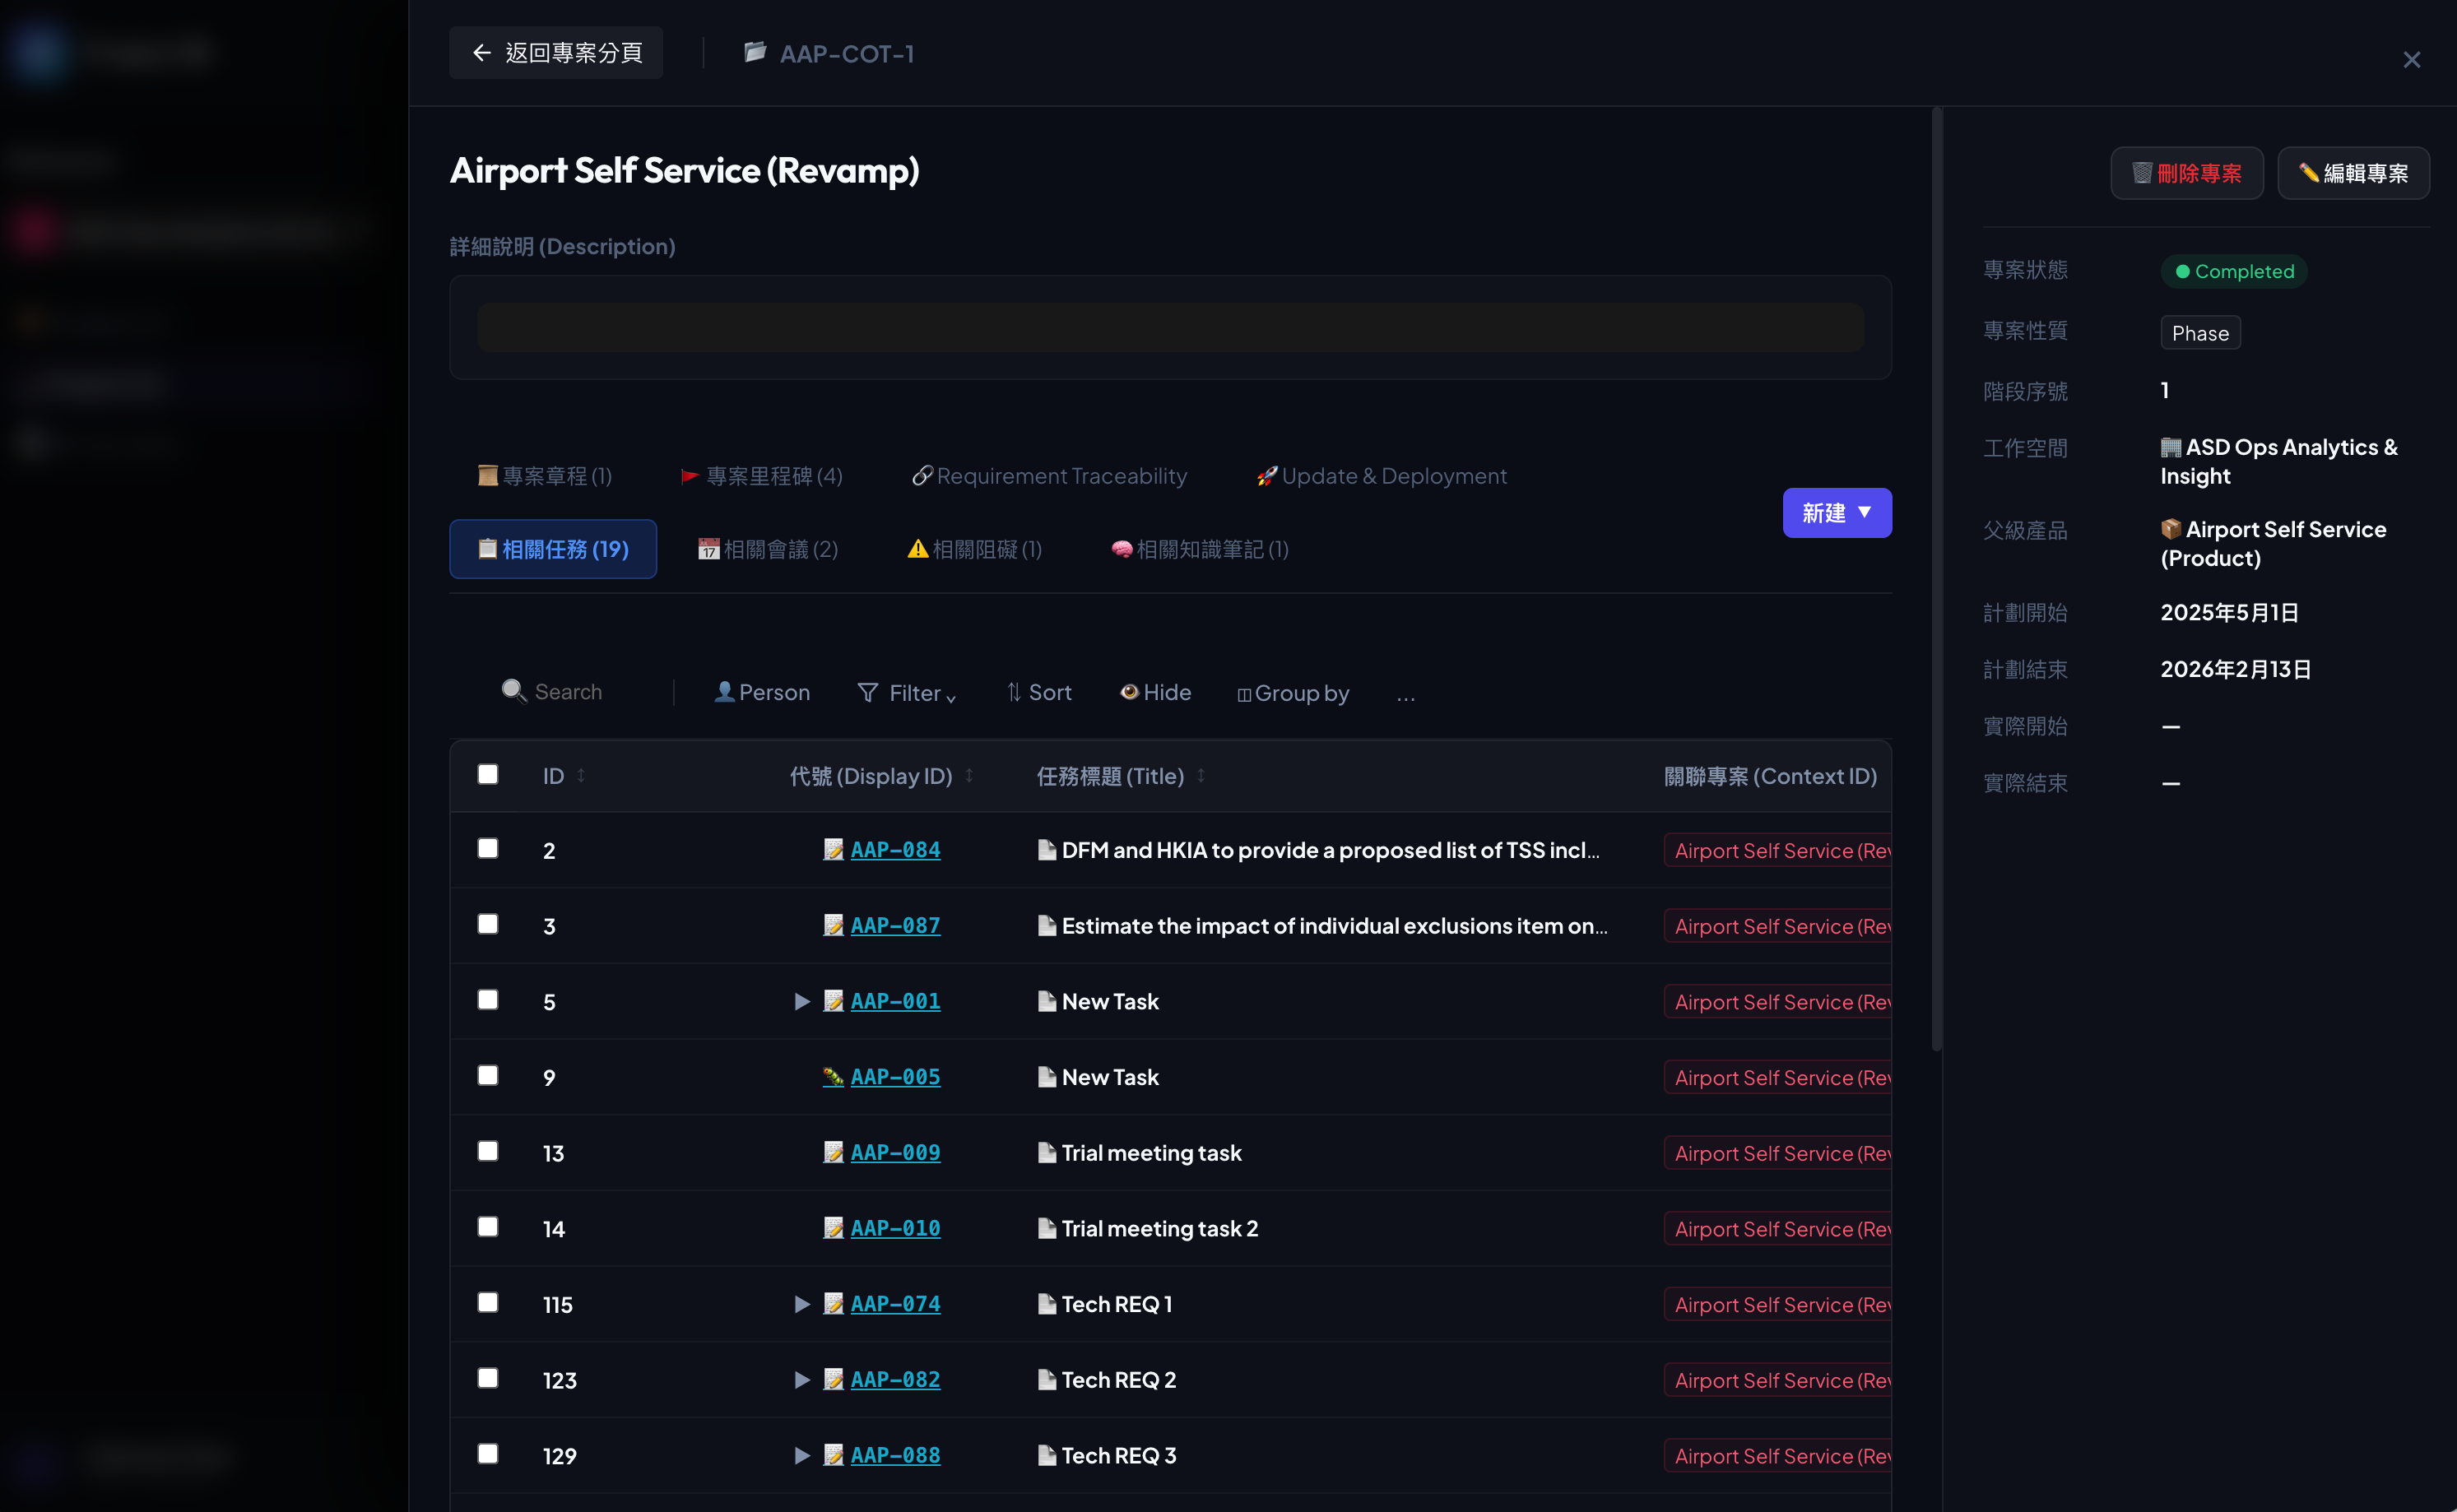 ← 返回專案分頁
AAP-COT-1
×
Airport Self Service (Revamp)
詳細說明 (Description)
專案章程 (1)
專案里程碑 (4)
Requirement Traceability
Update & Deployment
新建 ▼
相關任務 (19)
17
相關會議 (2)
相關阻礙 (1)
相關知識筆記 (1)
Search
Person
Filter
Sort
Hide
Group by
...
ID
代號 (Display ID)
任務標題 (Title)
關聯專案 (Context ID)
2 AAP-084 DFM and HKIA to provide a proposed list of TSS incl... Airport Self Service (Rev
3 AAP-087 Estimate the impact of individual exclusions item on... Airport Self Service (Rev
5 AAP-001 New Task Airport Self Service (Rev
9 AAP-005 New Task Airport Self Service (Rev
13 AAP-009 Trial meeting task Airport Self Service (Rev
14 AAP-010 Trial meeting task 2 Airport Self Service (Rev
115 AAP-074 Tech REQ 1 Airport Self Service (Rev
123 AAP-082 Tech REQ 2 Airport Self Service (Rev
129 AAP-088 Tech REQ 3 Airport Self Service (Rev
刪除專案
編輯專案
專案狀態 Completed
專案性質 Phase
階段序號 1
工作空間 ASD Ops Analytics &
Insight
父級產品 Airport Self Service
(Product)
計劃開始 2025年5月1日
計劃結束 2026年2月13日
實際開始 —
實際結束 —